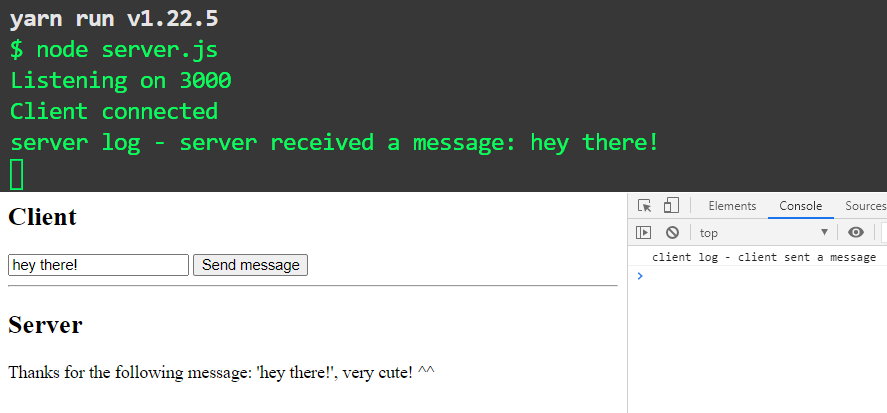 yarn run v1.22.5
$ node server.js
Listening on 3000
Client connected
server log - server received a message: hey there!
Client
hey there! Send message
Server
Thanks for the following message: 'hey there!', very cute! ^^
Elements Console Sources
top ▼
client log - client sent a message
>